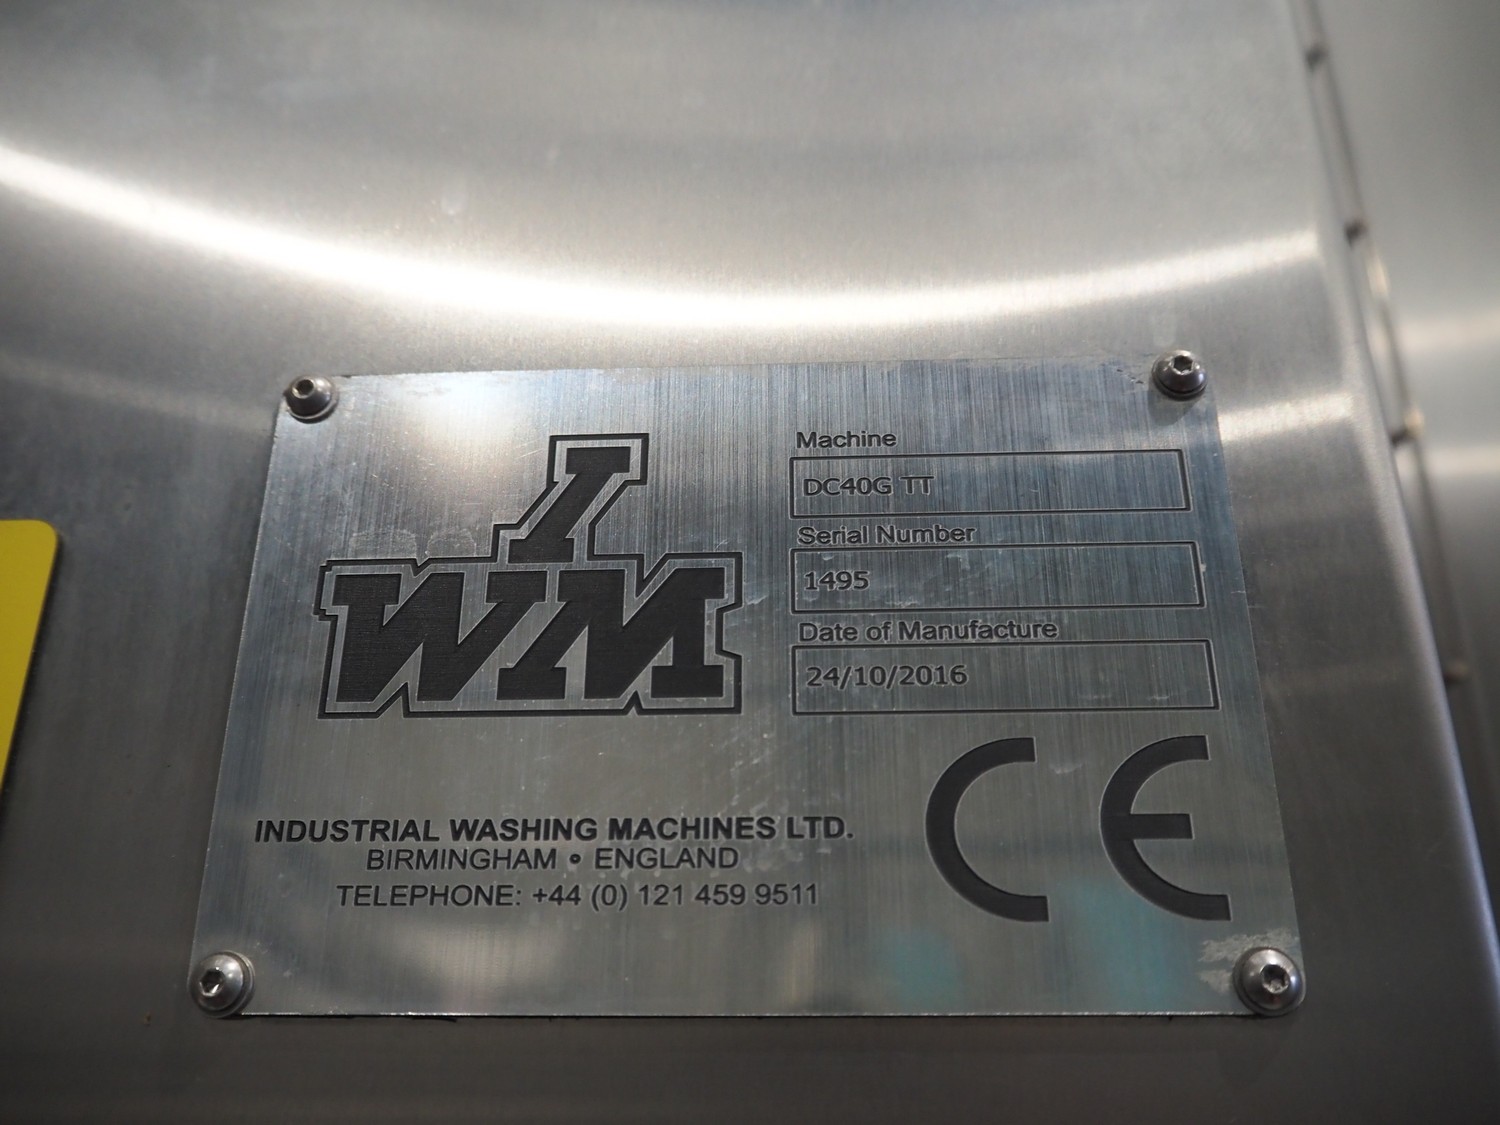 I
WM
Machine
DC40G TT
Serial Number
1495
Date of Manufacture
24/10/2016
INDUSTRIAL WASHING MACHINES LTD.
BIRMINGHAM • ENGLAND
TELEPHONE: +44 (0) 121 459 9511
CE